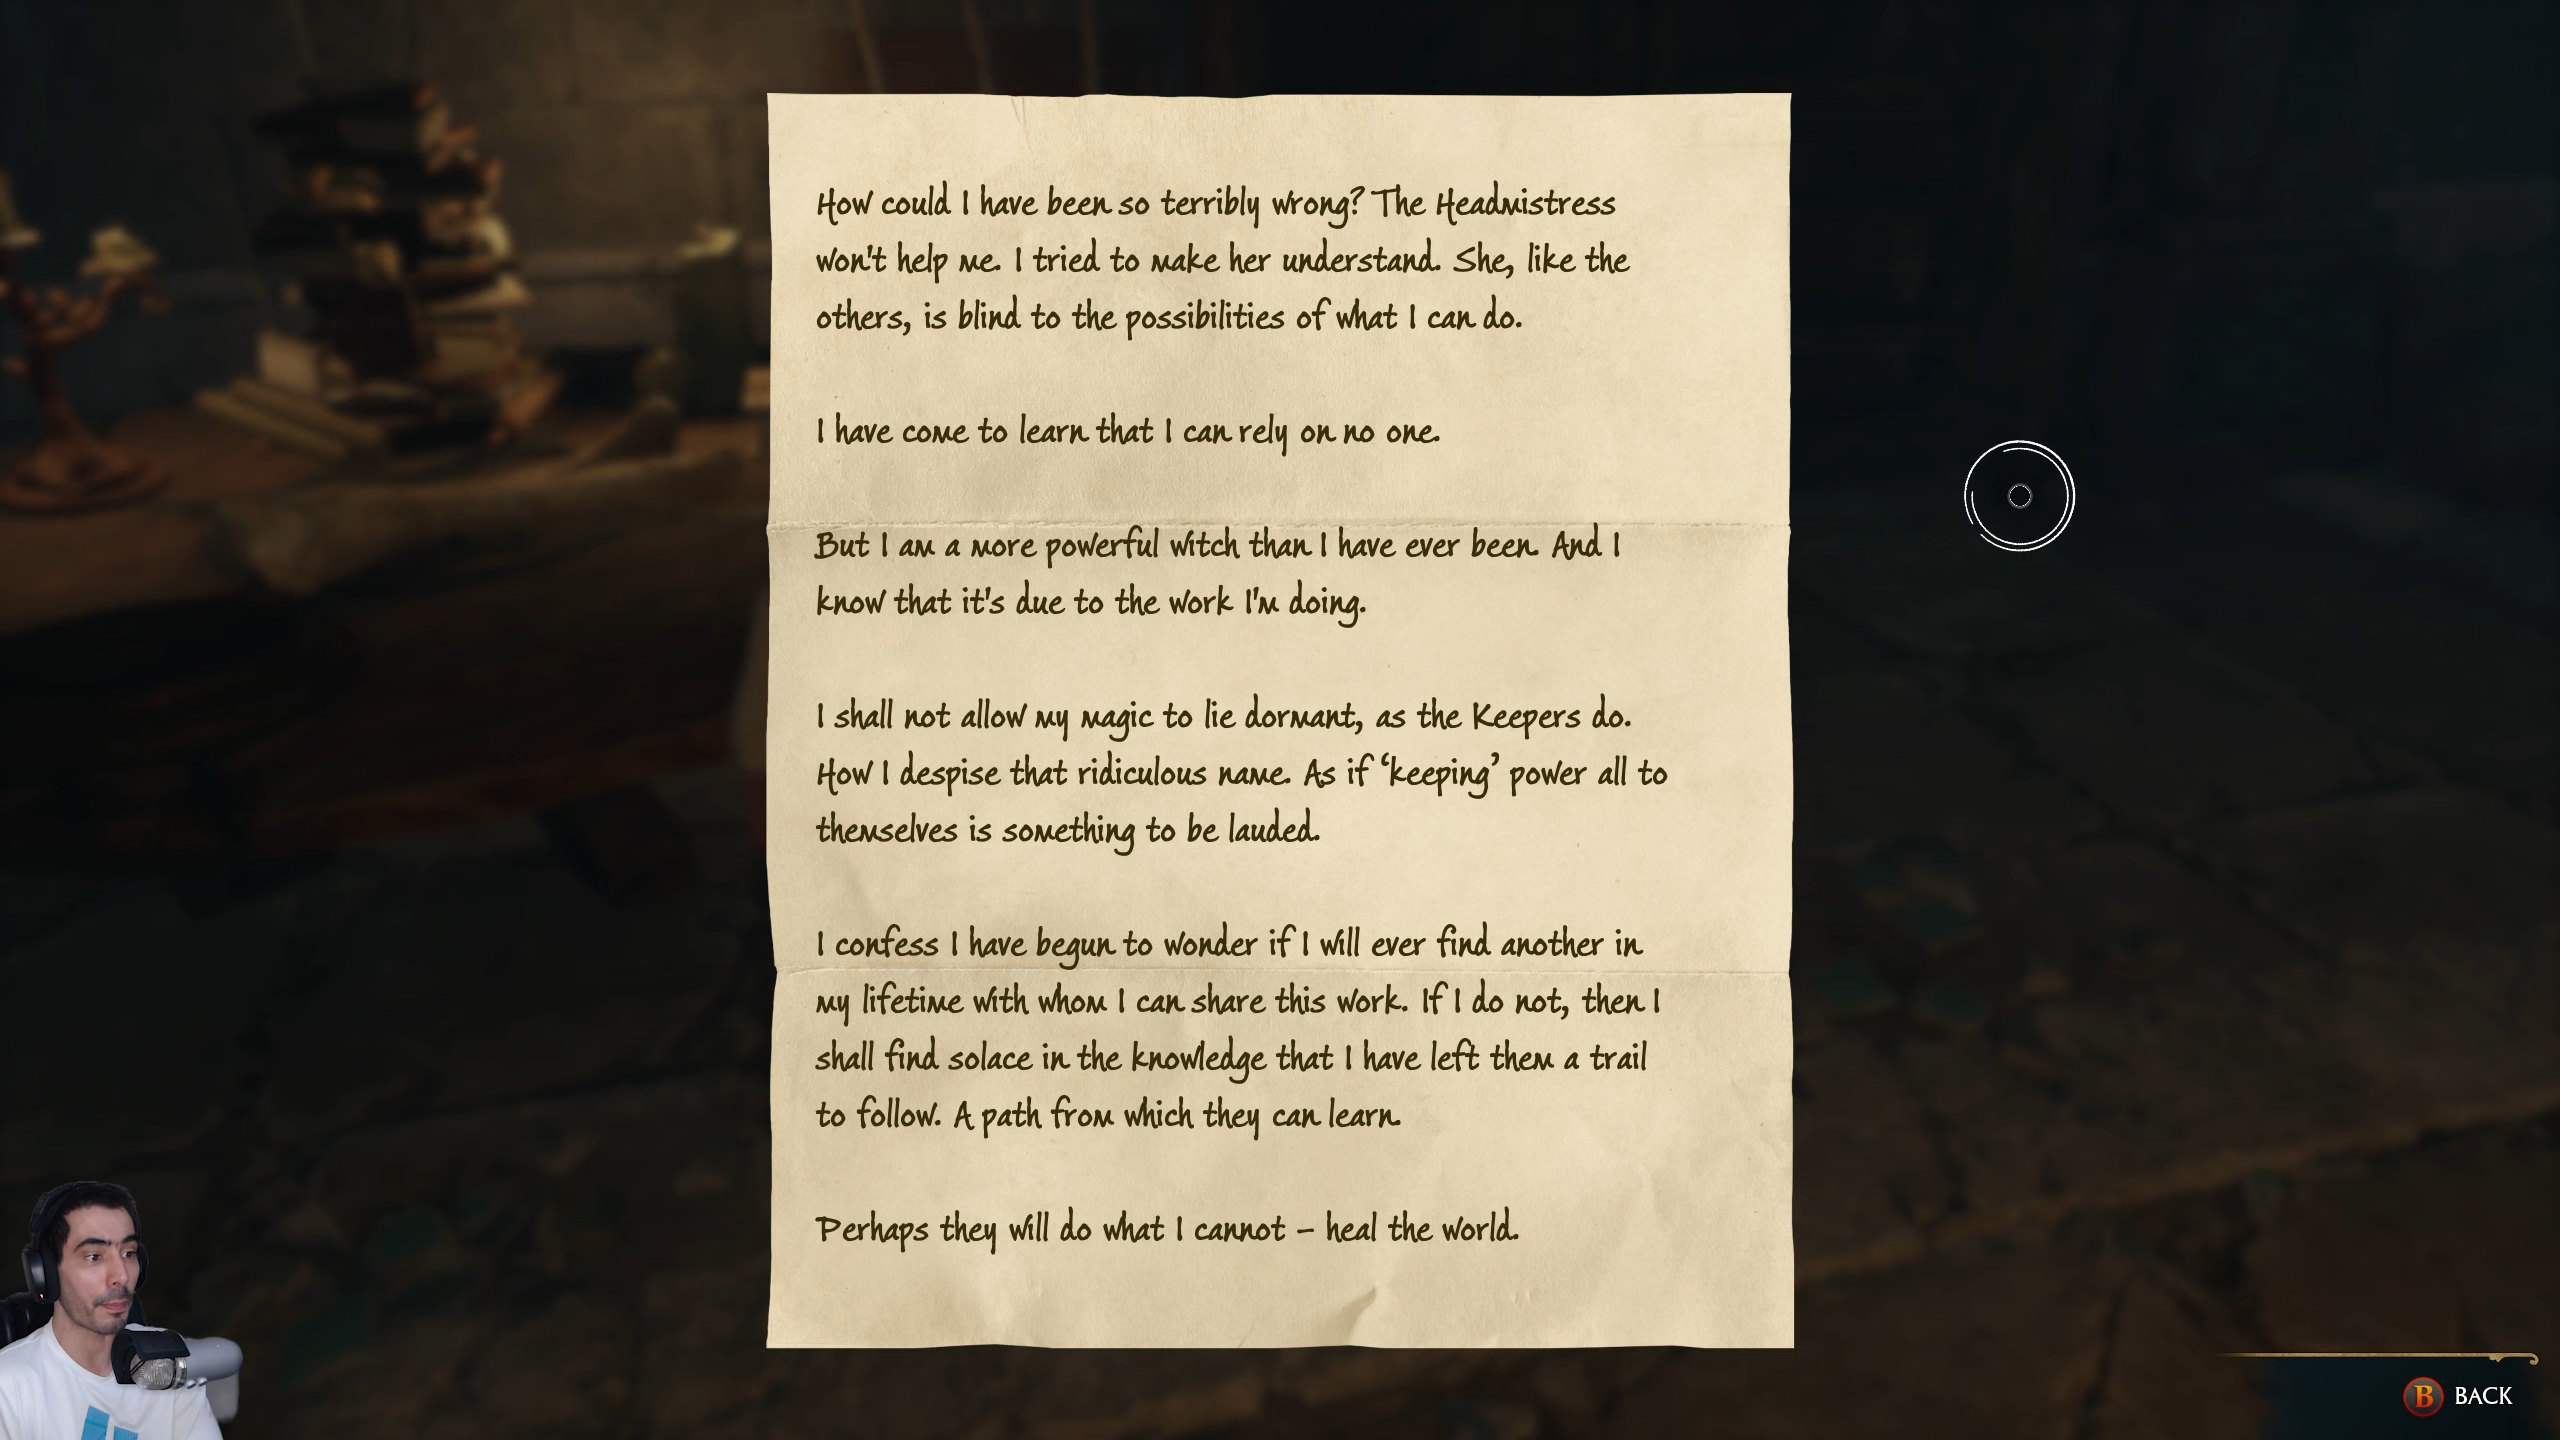 How could I have been so terribly wrong? The Headmistress
won't help me. I tried to make her understand. She, like the
others, is blind to the possibilities of what I can do.
I have come to learn that I can rely on no one.
But I am a more powerful witch than I have ever been. And I
know that it's due to the work I'm doing.
I shall not allow my magic to lie dormant, as the Keepers do.
How I despise that ridiculous name. As if ‘keeping’ power all to
themselves is something to be lauded.
I confess I have begun to wonder if I will ever find another in
my lifetime with whom I can share this work. If I do not, then I
shall find solace in the knowledge that I have left them a trail
to follow. A path from which they can learn.
Perhaps they will do what I cannot – heal the world.
B BACK